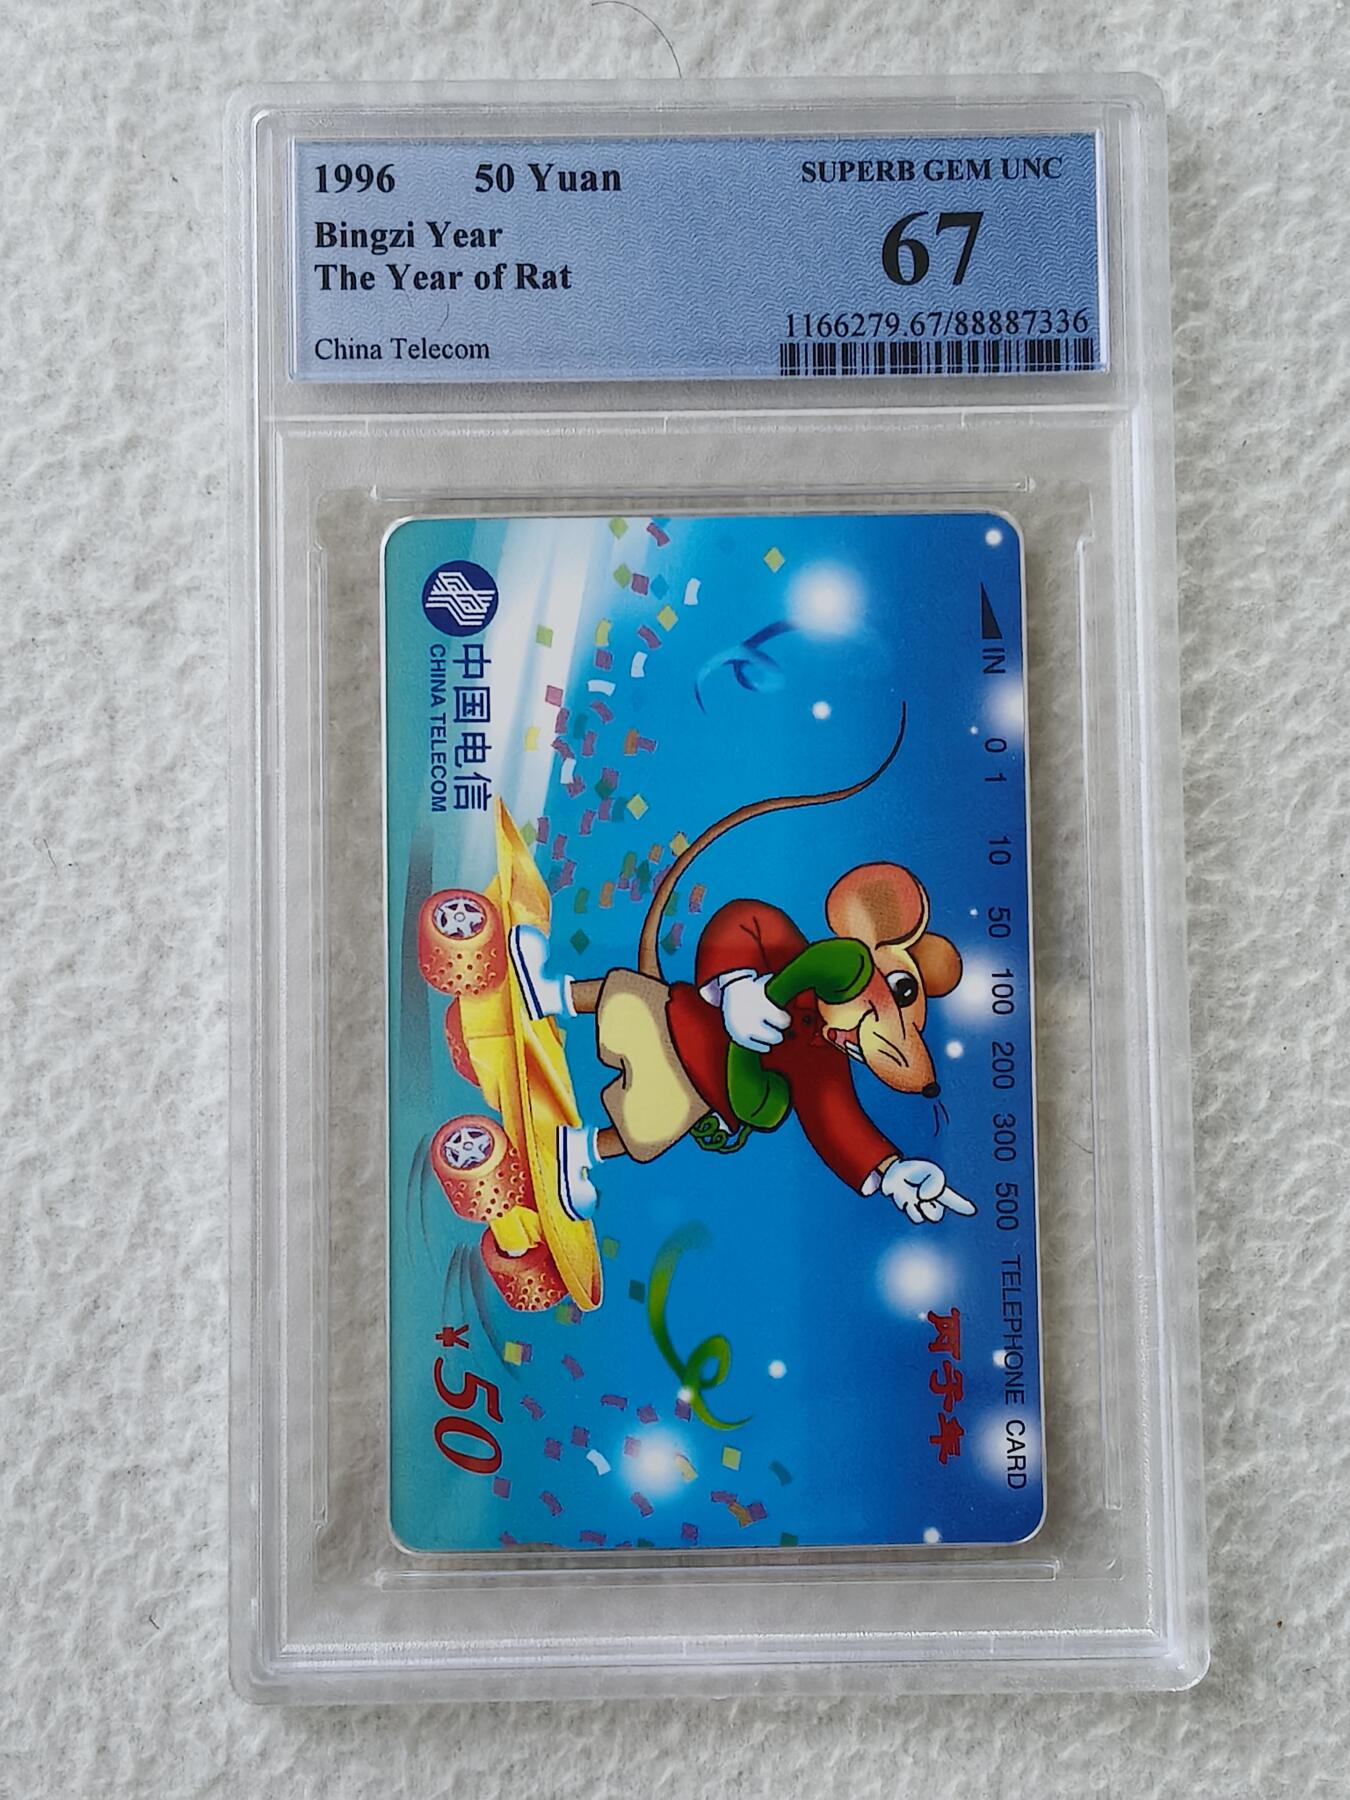 1996 50 Yuan
SUPERB GEM UNC
Bingzi Year
67
The Year of Rat
1166279.67/88887336
China Telecom
IN 0 1 10 50 100 200 300 500 TELEPHONE CARD
丙子年
中国电信
CHINA TELECOM
¥50